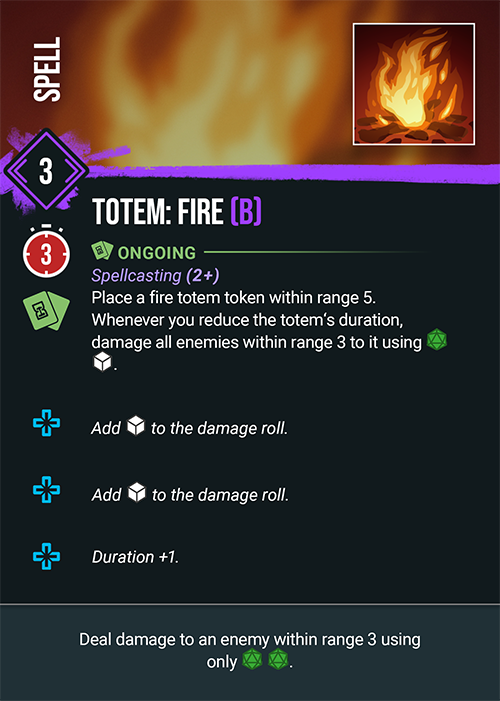 SPELL
3
TOTEM: FIRE (B)
3
ONGOING
Spellcasting (2+)
Place a fire totem token within range 5.
Whenever you reduce the totem‘s duration,
damage all enemies within range 3 to it using
.
Add to the damage roll.
Add to the damage roll.
Duration +1.
Deal damage to an enemy within range 3 using
only .